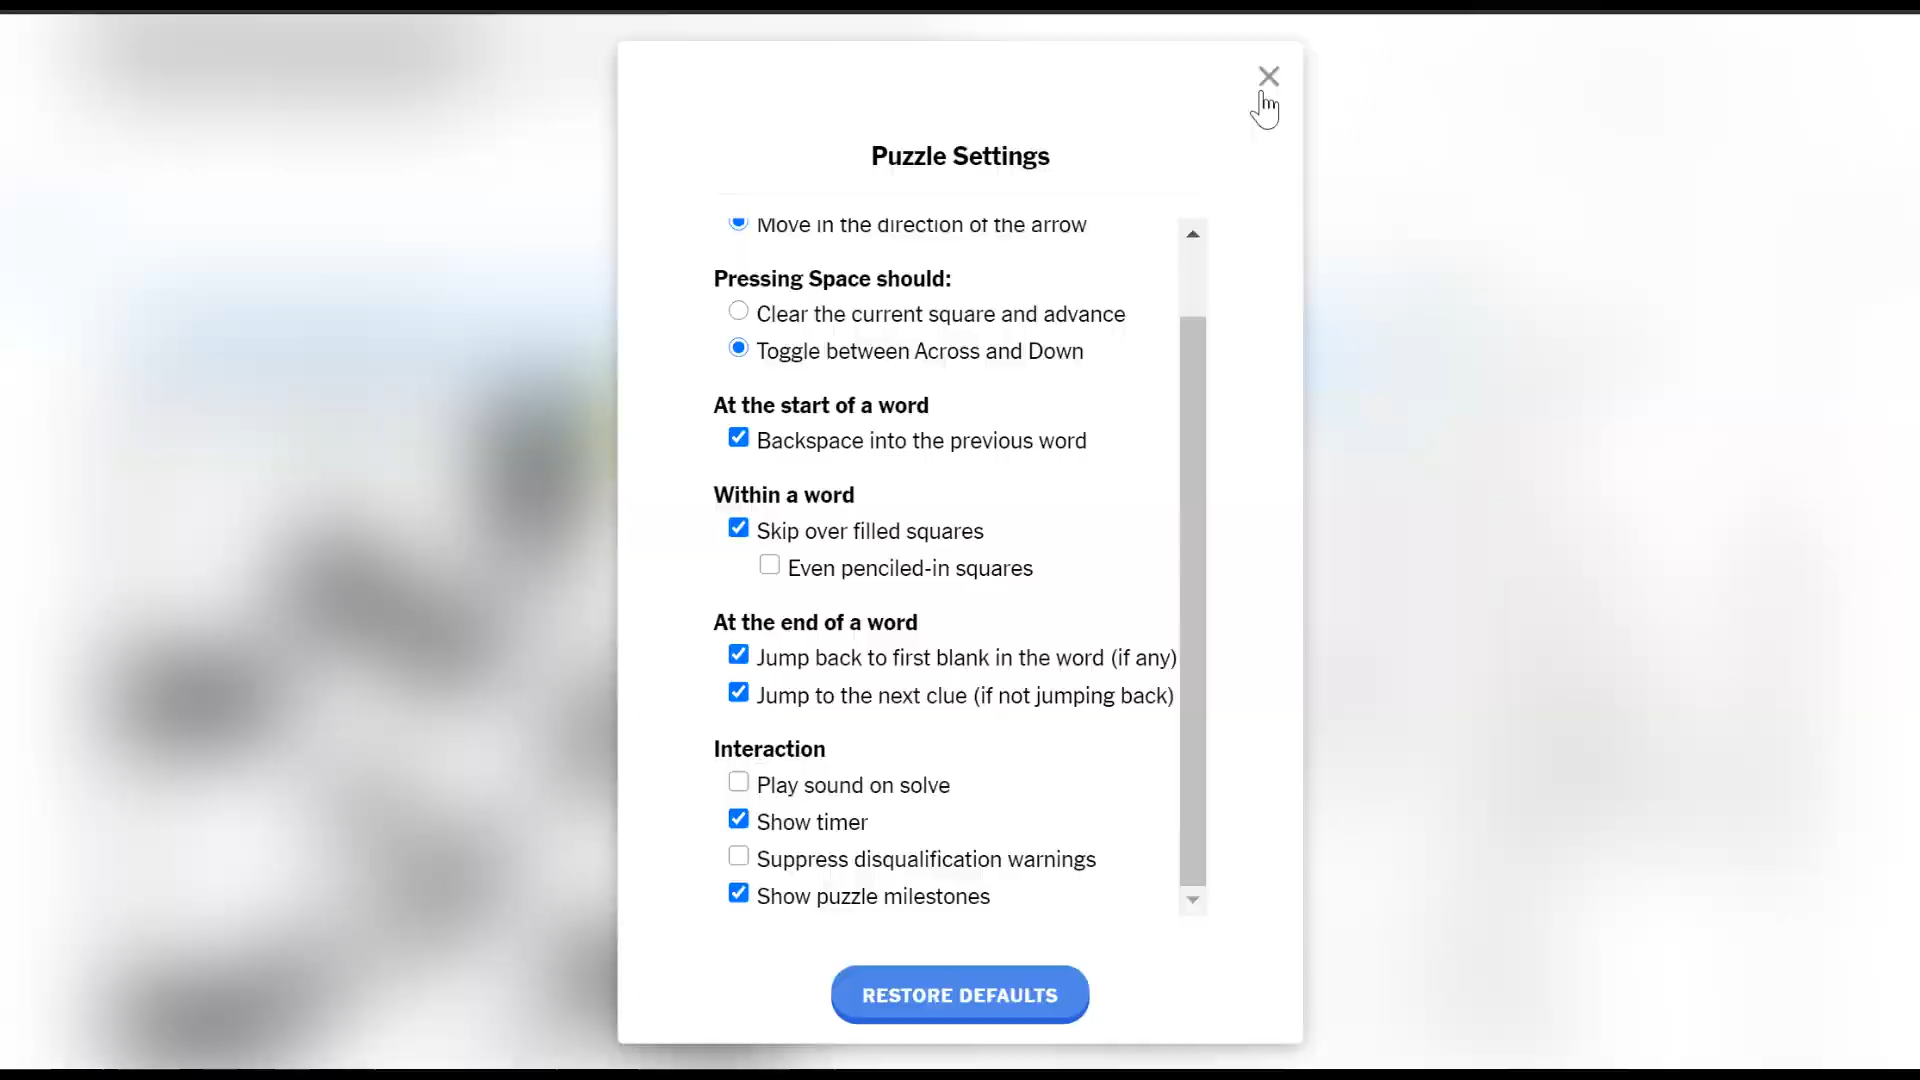 Puzzle Settings
Move in the direction of the arrow
Pressing Space should:
Clear the current square and advance
Toggle between Across and Down
At the start of a word
Backspace into the previous word
Within a word
Skip over filled squares
Even penciled-in squares
At the end of a word
Jump back to first blank in the word (if any)
Jump to the next clue (if not jumping back)
Interaction
Play sound on solve
Show timer
Suppress disqualification warnings
Show puzzle milestones
RESTORE DEFAULTS